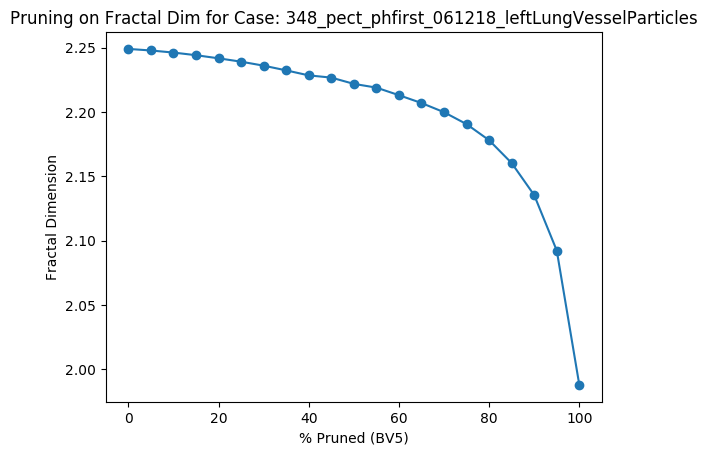 Pruning on Fractal Dim for Case: 348_pect_phfirst_061218_leftLungVesselParticles
2.25
2.20
2.15
2.10
2.05
2.00
Fractal Dimension
0 20 40 60 80 100
% Pruned (BV5)